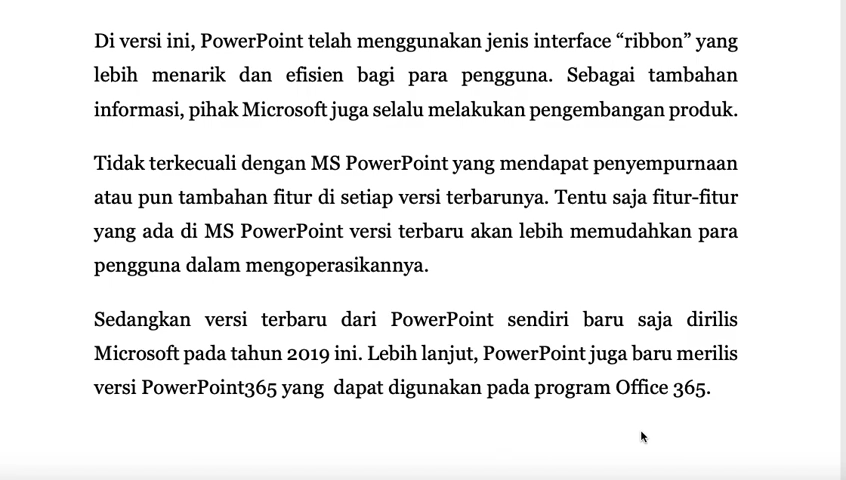 Di versi ini, PowerPoint telah menggunakan jenis interface “ribbon” yang
lebih menarik dan efisien bagi para pengguna. Sebagai tambahan
informasi, pihak Microsoft juga selalu melakukan pengembangan produk.
Tidak terkecuali dengan MS PowerPoint yang mendapat penyempurnaan
atau pun tambahan fitur di setiap versi terbarunya. Tentu saja fitur-fitur
yang ada di MS PowerPoint versi terbaru akan lebih memudahkan para
pengguna dalam mengoperasikannya.
Sedangkan versi terbaru dari PowerPoint sendiri baru saja dirilis
Microsoft pada tahun 2019 ini. Lebih lanjut, PowerPoint juga baru merilis
versi PowerPoint365 yang  dapat digunakan pada program Office 365.